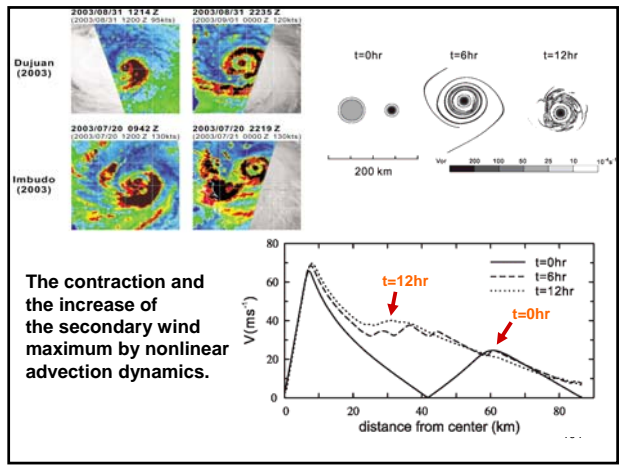 2003/08/31 1214 Z
(2003/08/31 1200 Z 95kts)
2003/08/31 2235 Z
(2003/09/01 0000 Z 120kts)
Dujuan
(2003)
2003/07/20 0942 Z
(2003/07/20 1200 Z 130kts)
2003/07/20 2219 Z
(2003/07/21 0000 Z 130kts)
Imbudo
(2003)
t=0hr
t=6hr
t=12hr
200 km
Vor
200 100 50 25 10 10⁻⁴s⁻¹
The contraction and
the increase of
the secondary wind
maximum by nonlinear
advection dynamics.
80
60
40
20
0
V(ms⁻¹)
t=0hr
t=6hr
t=12hr
t=12hr
t=0hr
0 20 40 60 80
distance from center (km)